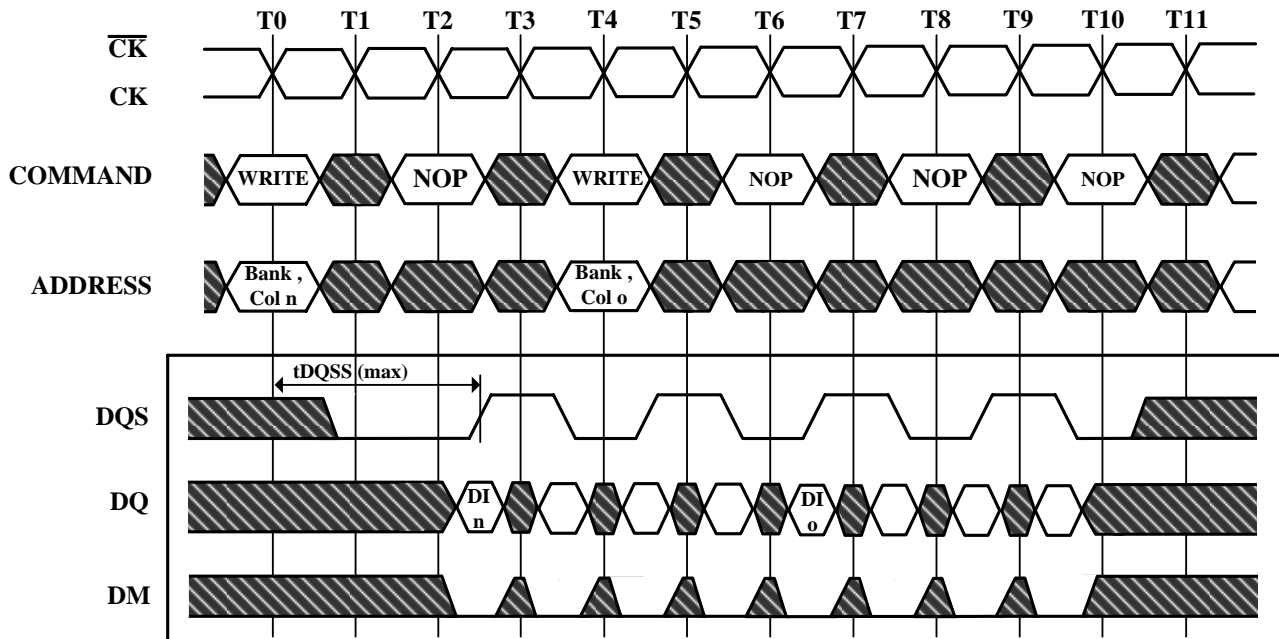 T0 T1 T2 T3 T4 T5 T6 T7 T8 T9 T10 T11
CK
CK
COMMAND WRITE NOP WRITE NOP NOP NOP
ADDRESS Bank , Bank ,
Col n Col o
tDQSS (max)
DQS
DQ DI DI
n o
DM